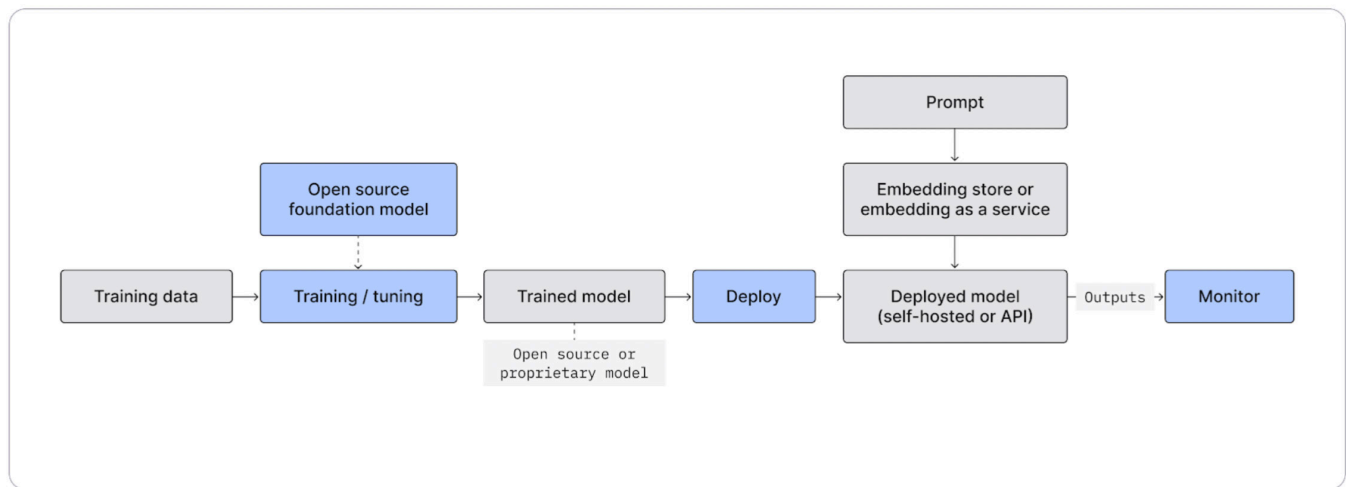 Prompt
Open source
foundation model
Embedding store or
embedding as a service
Training data
Training / tuning
Trained model
Deploy
Deployed model
(self-hosted or API)
Outputs
Monitor
Open source or
proprietary model